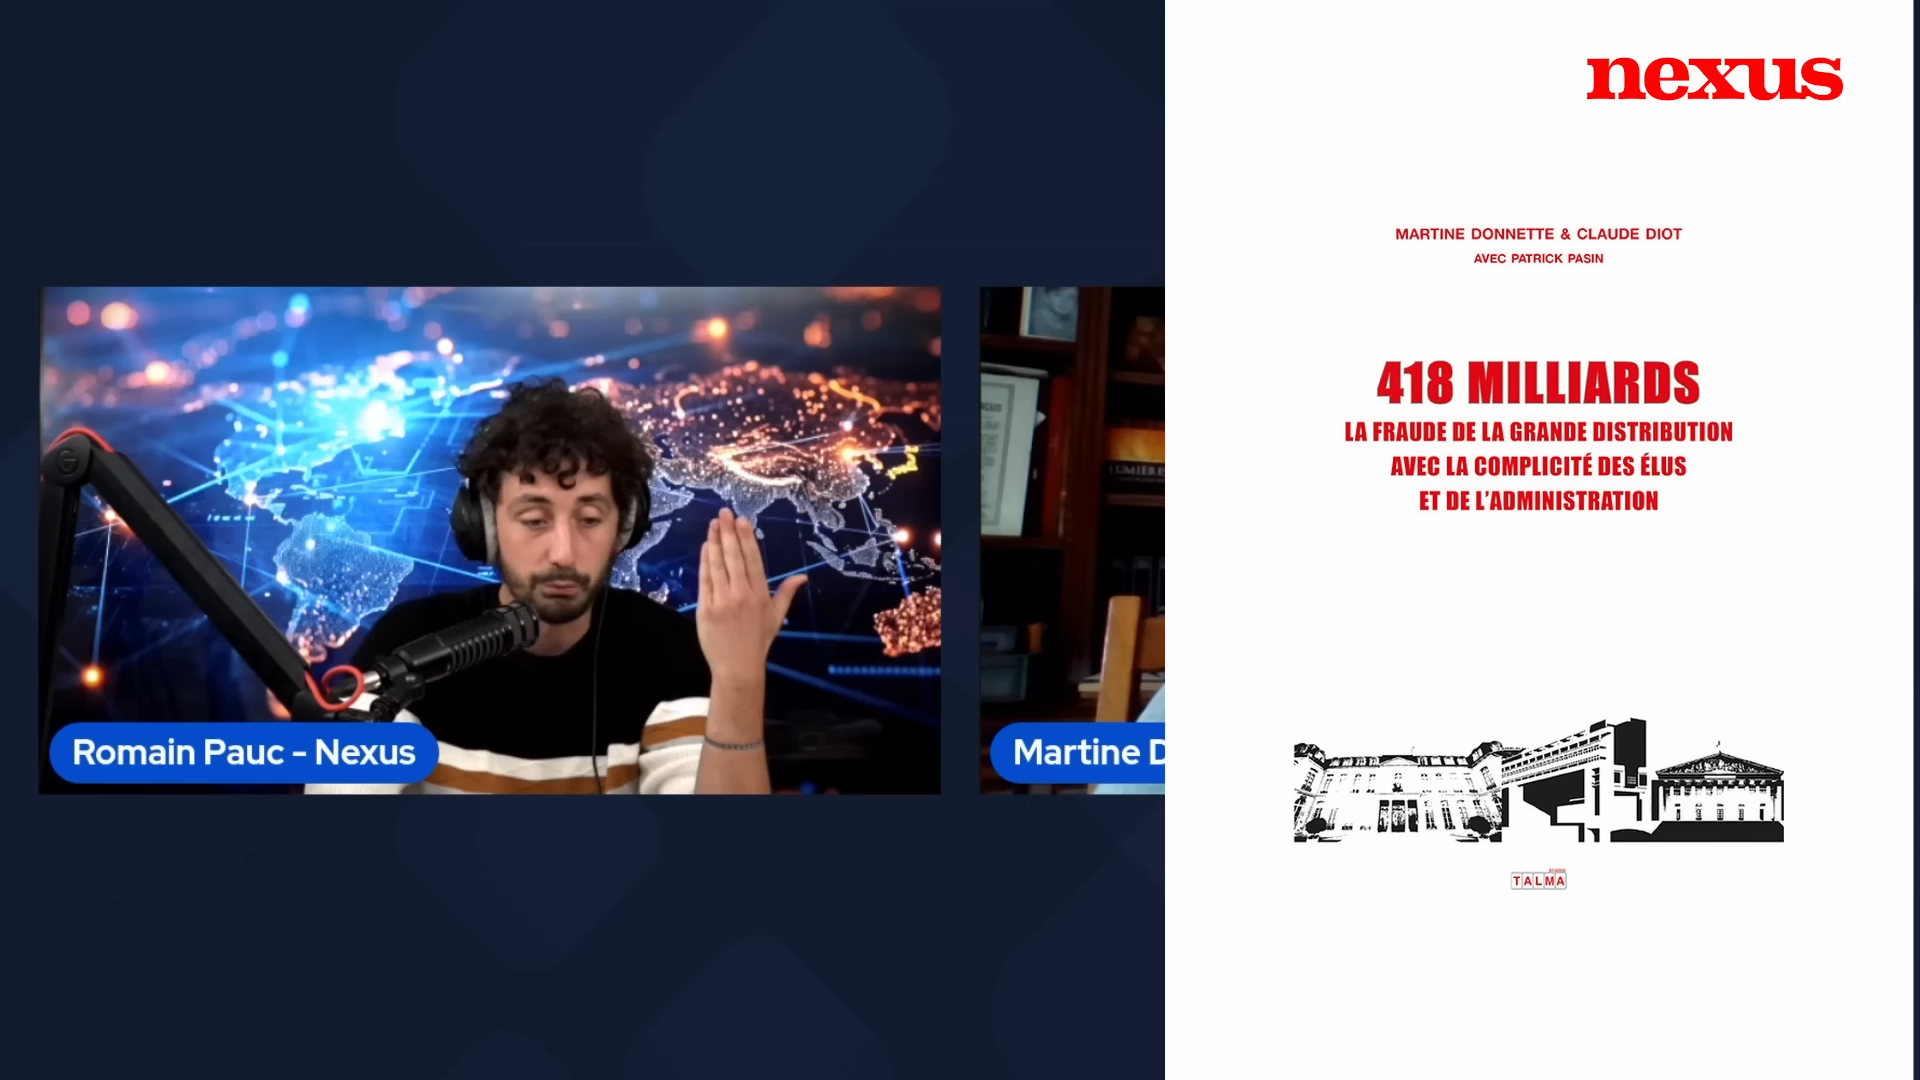 nexus
MARTINE DONNETTE & CLAUDE DIOT
AVEC PATRICK PASIN
418 MILLIARDS
LA FRAUDE DE LA GRANDE DISTRIBUTION
AVEC LA COMPLICITÉ DES ÉLUS
ET DE L'ADMINISTRATION
Romain Pauc - Nexus
Martine D
TALMA